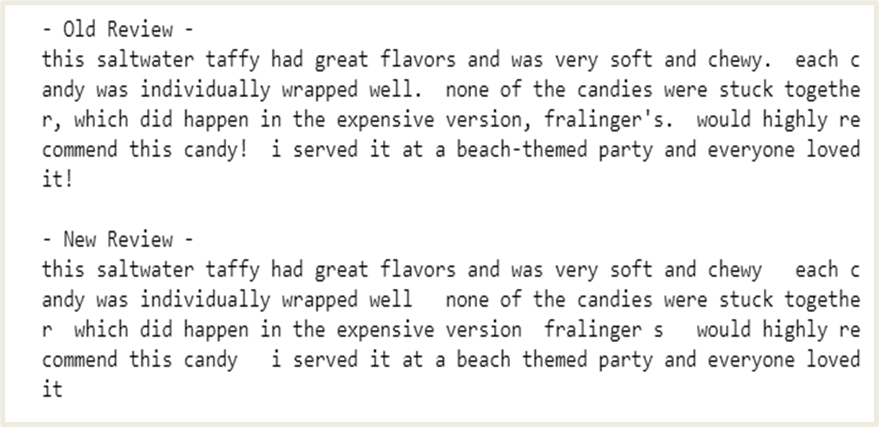 - Old Review -
this saltwater taffy had great flavors and was very soft and chewy.  each c
andy was individually wrapped well.  none of the candies were stuck togethe
r, which did happen in the expensive version, fralinger's.  would highly re
commend this candy!  i served it at a beach-themed party and everyone loved
it!

- New Review -
this saltwater taffy had great flavors and was very soft and chewy   each c
andy was individually wrapped well   none of the candies were stuck togethe
r  which did happen in the expensive version  fralinger s   would highly re
commend this candy   i served it at a beach themed party and everyone loved
it